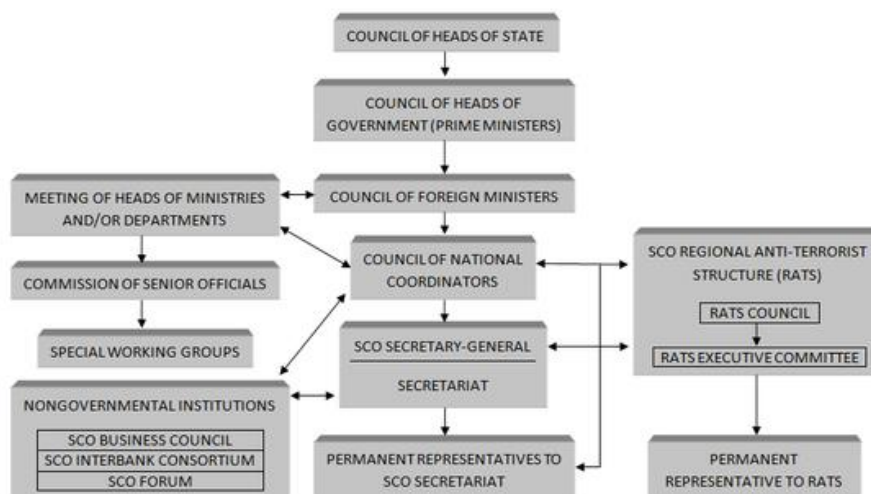 COUNCIL OF HEADS OF STATE
COUNCIL OF HEADS OF
GOVERNMENT (PRIME MINISTERS)
MEETING OF HEADS OF MINISTRIES
AND/OR DEPARTMENTS
COUNCIL OF FOREIGN MINISTERS
COUNCIL OF NATIONAL
COORDINATORS
SCO REGIONAL ANTI-TERRORIST
STRUCTURE (RATS)
RATS COUNCIL
RATS EXECUTIVE COMMITTEE
COMMISSION OF SENIOR OFFICIALS
SPECIAL WORKING GROUPS
SCO SECRETARY-GENERAL
SECRETARIAT
NONGOVERNMENTAL INSTITUTIONS
SCO BUSINESS COUNCIL
SCO INTERBANK CONSORTIUM
SCO FORUM
PERMANENT REPRESENTATIVES TO
SCO SECRETARIAT
PERMANENT
REPRESENTATIVE TO RATS